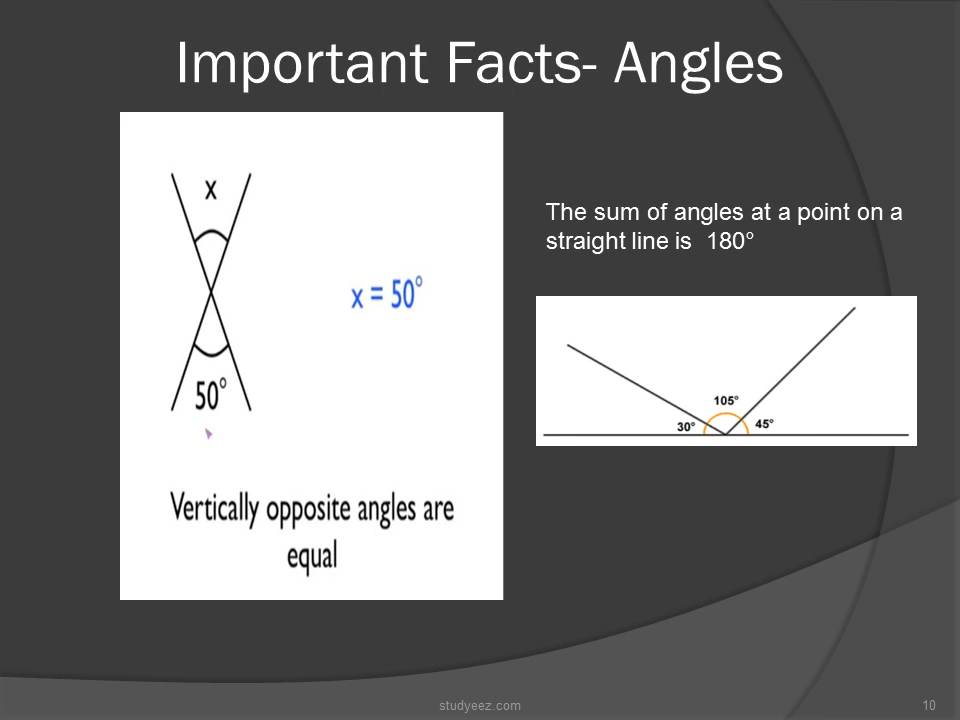 Important Facts- Angles
x
x = 50°
50°
Vertically opposite angles are
equal
The sum of angles at a point on a
straight line is  180°
105°
30°
45°
studyeez.com
10